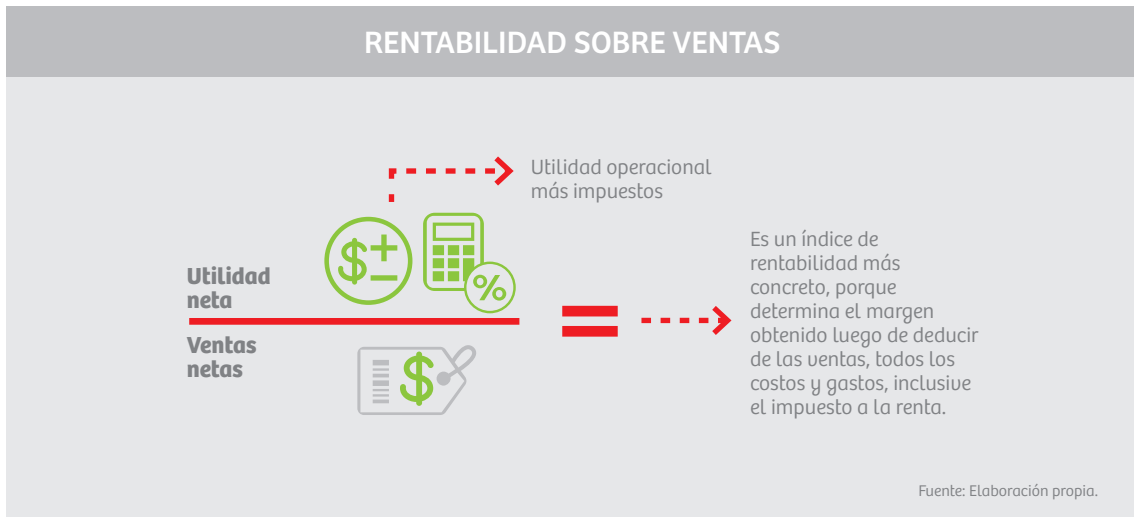 RENTABILIDAD SOBRE VENTAS
Utilidad operacional
más impuestos
$+-
%
Utilidad
neta
Ventas
netas
$
=
Es un índice de
rentabilidad más
concreto, porque
determina el margen
obtenido luego de deducir
de las ventas, todos los
costos y gastos, inclusive
el impuesto a la renta.
Fuente: Elaboración propia.